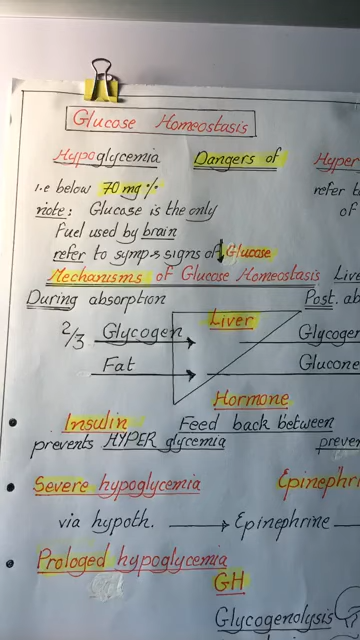 Glucose Homeostasis
Hypoglycemia Dangers of Hyper
i.e below 70 mg % refer t
note: Glucose is the only of
Fuel used by brain
refer to symp & signs of ↓ Glucose
Mechanisms of Glucose Homeostasis Live
During absorption Post. ab
2/3 Glycogen Liver Glycogen
Fat Glucone
Hormone
Insulin Feed back between
prevents HYPER glycemia preven
Severe hypoglycemia Epinephri
via hypoth. → Epinephrine
Prologed hypoglycemia
GH
Glycogenolysis